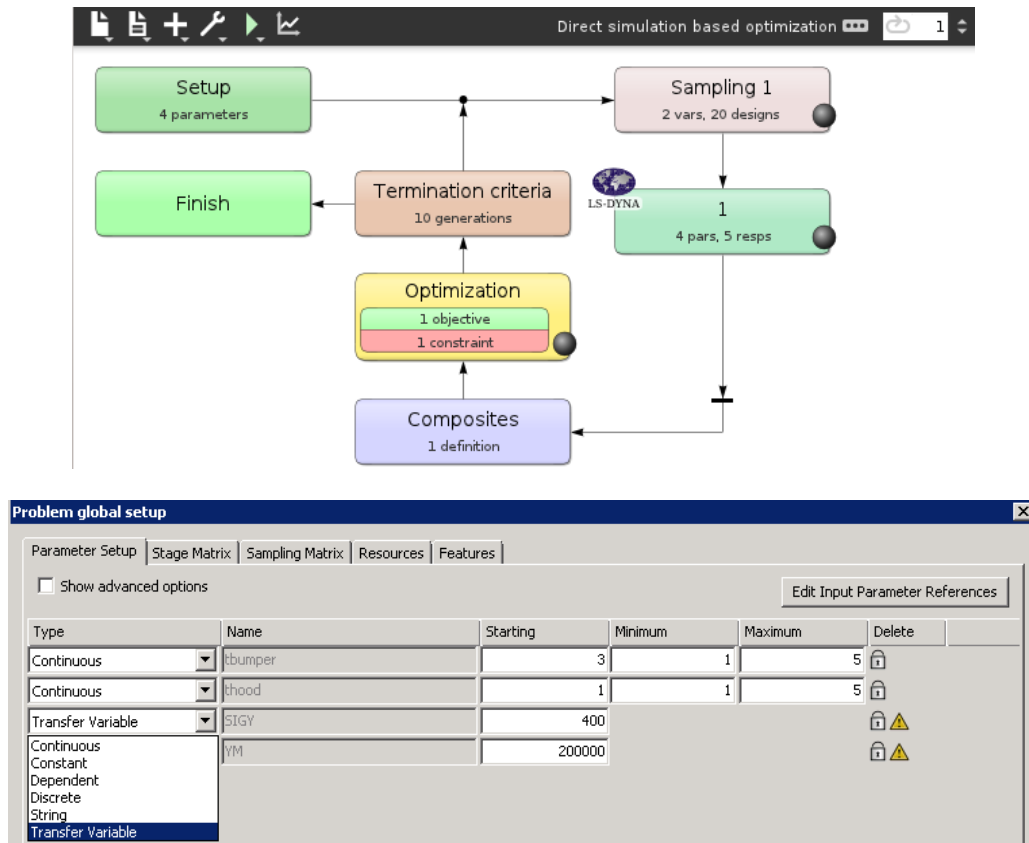 Direct simulation based optimization 1
Setup
4 parameters
Sampling 1
2 vars, 20 designs
Finish
Termination criteria
10 generations
LS-DYNA
1
4 pars, 5 resps
Optimization
1 objective
1 constraint
Composites
1 definition
Problem global setup
Parameter Setup Stage Matrix Sampling Matrix Resources Features
Show advanced options Edit Input Parameter References
Type Name Starting Minimum Maximum Delete
Continuous tbumper 3 1 5
Continuous thood 1 1 5
Transfer Variable SIGY 400
Continuous YM 200000
Constant
Dependent
Discrete
String
Transfer Variable